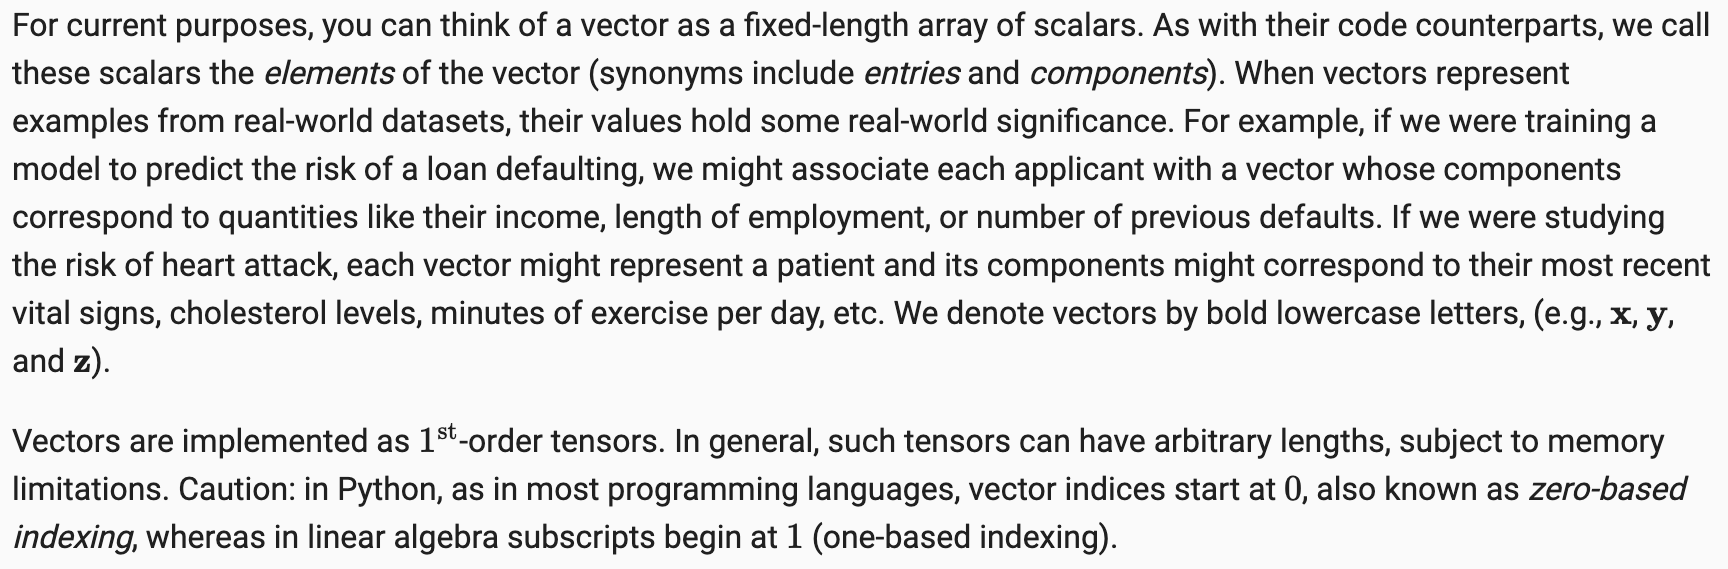 For current purposes, you can think of a vector as a fixed-length array of scalars. As with their code counterparts, we call
these scalars the elements of the vector (synonyms include entries and components). When vectors represent
examples from real-world datasets, their values hold some real-world significance. For example, if we were training a
model to predict the risk of a loan defaulting, we might associate each applicant with a vector whose components
correspond to quantities like their income, length of employment, or number of previous defaults. If we were studying
the risk of heart attack, each vector might represent a patient and its components might correspond to their most recent
vital signs, cholesterol levels, minutes of exercise per day, etc. We denote vectors by bold lowercase letters, (e.g., x, y,
and z).
Vectors are implemented as 1st-order tensors. In general, such tensors can have arbitrary lengths, subject to memory
limitations. Caution: in Python, as in most programming languages, vector indices start at 0, also known as zero-based
indexing, whereas in linear algebra subscripts begin at 1 (one-based indexing).